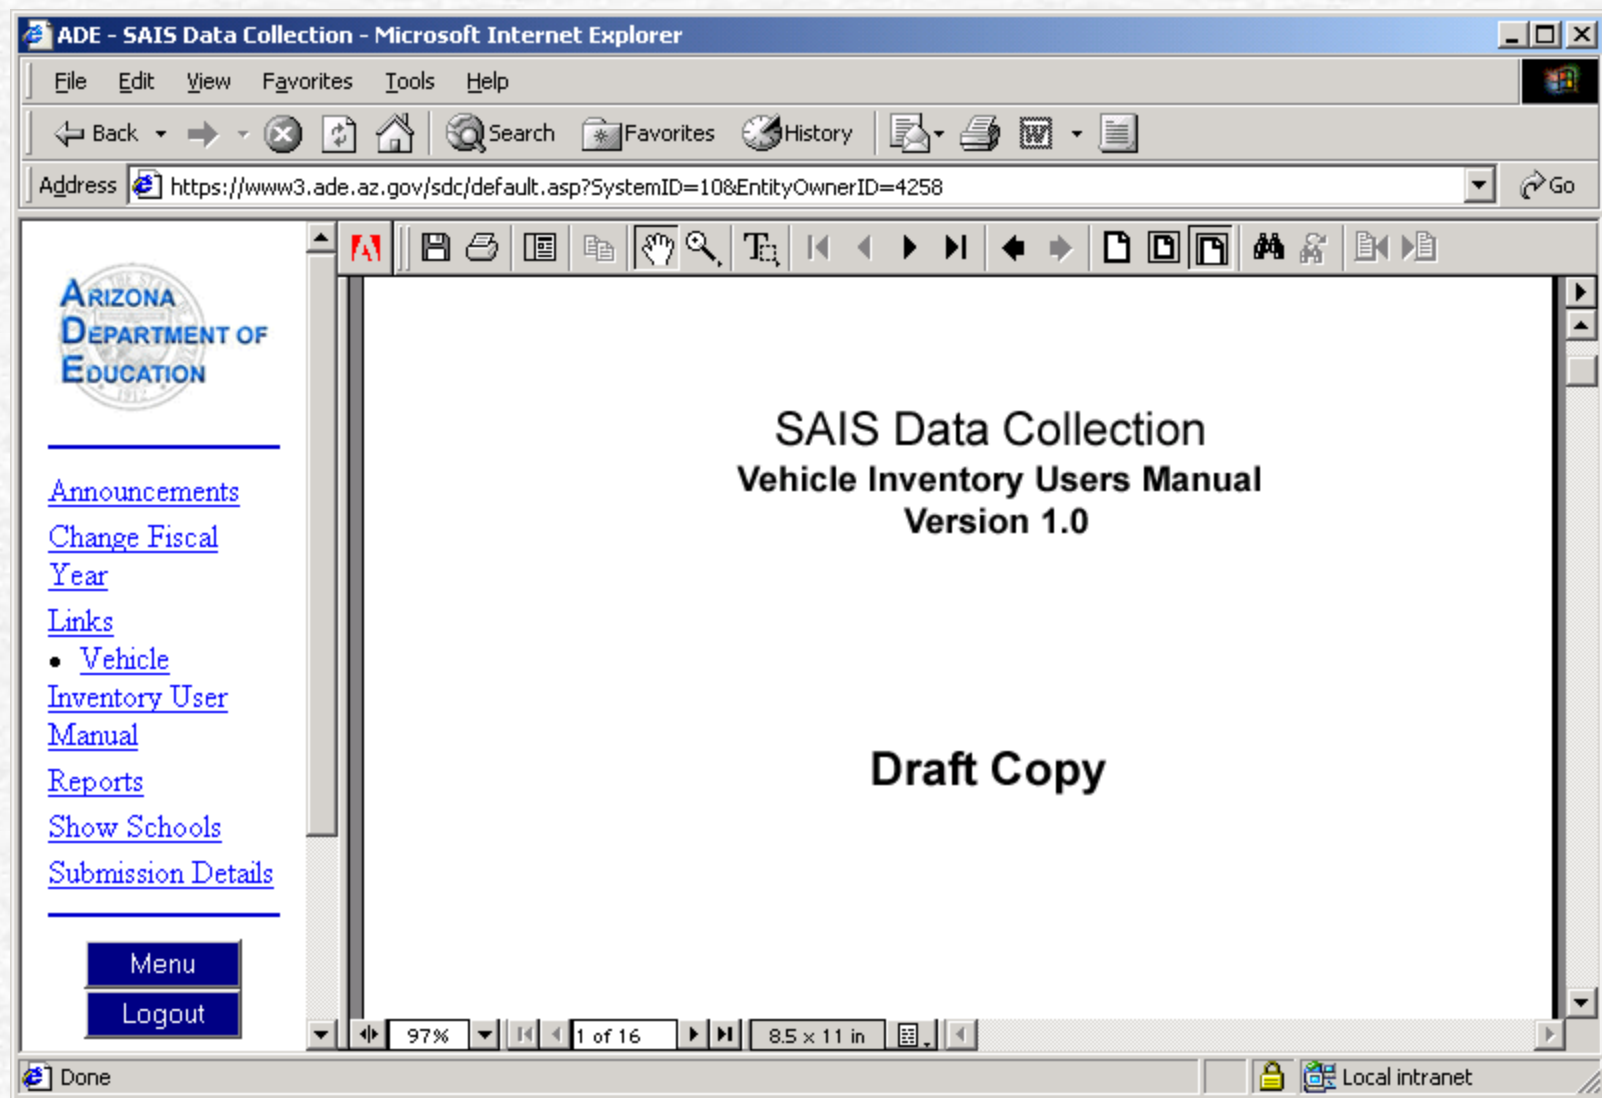 ADE - SAIS Data Collection - Microsoft Internet Explorer
File Edit View Favorites Tools Help
Back Search Favorites History
Address https://www3.ade.az.gov/sdc/default.asp?SystemID=10&EntityOwnerID=4258 Go
ARIZONA
DEPARTMENT OF
EDUCATION
1912
Announcements
Change Fiscal
Year
Links
• Vehicle
Inventory User
Manual
Reports
Show Schools
Submission Details
Menu
Logout
SAIS Data Collection
Vehicle Inventory Users Manual
Version 1.0
Draft Copy
97% 1 of 16 8.5 x 11 in
Done Local intranet